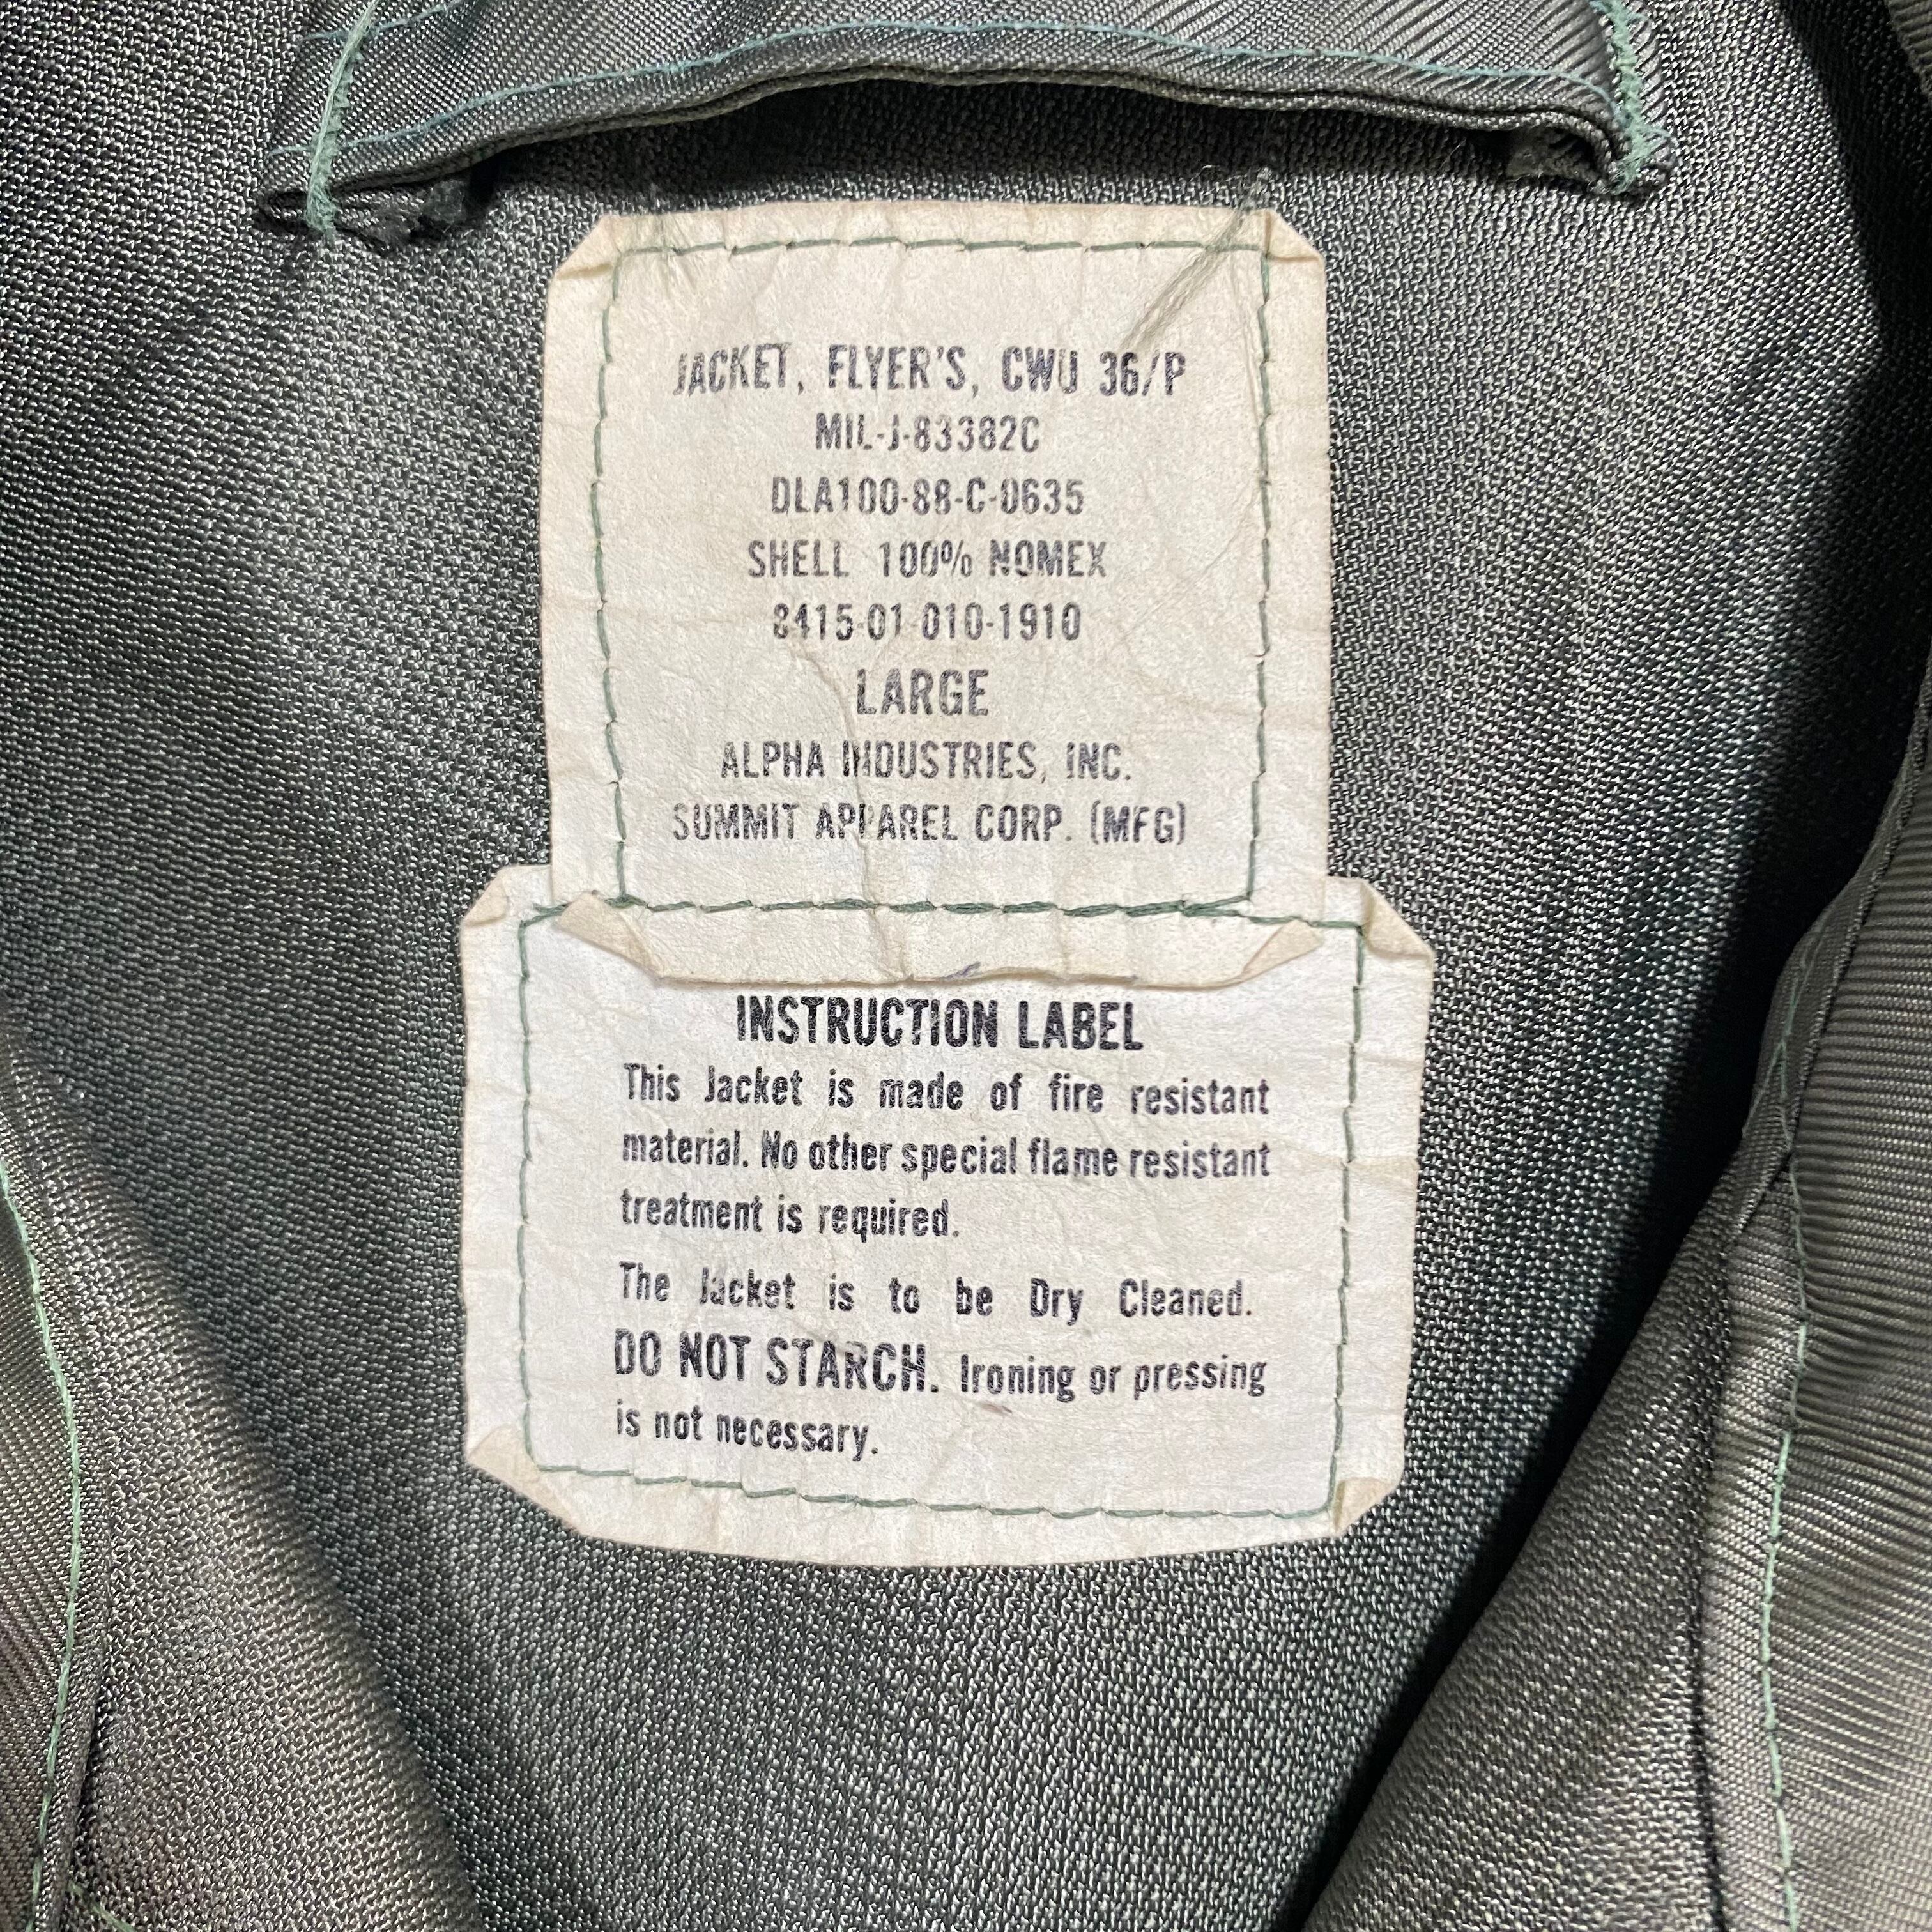 JACKET, FLYER'S, CWU 36/P
MIL-J-83382C
DLA100-88-C-0635
SHELL 100% NOMEX
8415-01-010-1910
LARGE
ALPHA INDUSTRIES, INC.
SUMMIT APPAREL CORP. (MFG)
INSTRUCTION LABEL
This Jacket is made of fire resistant
material. No other special flame resistant
treatment is required.
The Jacket is to be Dry Cleaned.
DO NOT STARCH. Ironing or pressing
is not necessary.